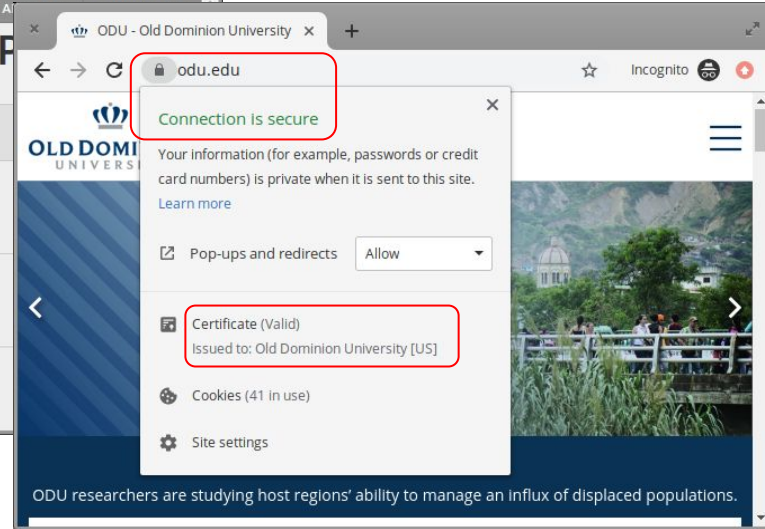 ODU - Old Dominion University
odu.edu
Incognito
OLD DOMI
UNIVERSI
Connection is secure
Your information (for example, passwords or credit
card numbers) is private when it is sent to this site.
Learn more
Pop-ups and redirects
Allow
Certificate (Valid)
Issued to: Old Dominion University [US]
Cookies (41 in use)
Site settings
ODU researchers are studying host regions' ability to manage an influx of displaced populations.